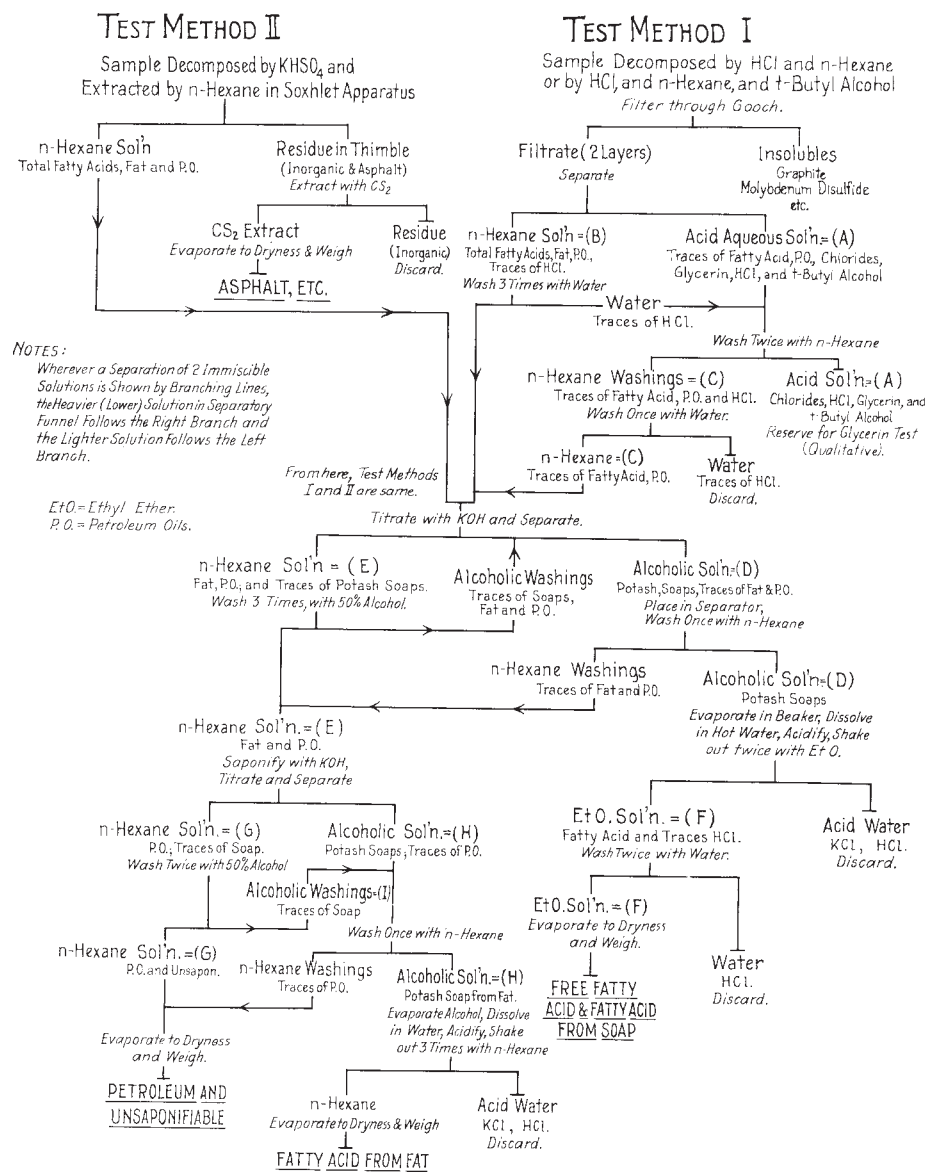 TEST METHOD II
Sample Decomposed by KHSO4 and
Extracted by n-Hexane in Soxhlet Apparatus
n-Hexane Sol'n
Total Fatty Acids, Fat and P.O.
Residue in Thimble
(Inorganic & Asphalt)
Extract with CS2
CS2 Extract
Evaporate to Dryness & Weigh
ASPHALT, ETC.
Residue
(Inorganic)
Discard.
TEST METHOD I
Sample Decomposed by HCl and n-Hexane
or by HCl, and n-Hexane, and t-Butyl Alcohol
Filter through Gooch.
Filtrate (2 Layers)
Separate
Insolubles
Graphite
Molybdenum Disulfide
etc.
n-Hexane Sol'n = (B)
Total Fatty Acids, Fat, P.O.,
Traces of HCl.
Wash 3 Times with Water
Acid Aqueous Sol'n. = (A)
Traces of Fatty Acid, P.O., Chlorides,
Glycerin, HCl, and t-Butyl Alcohol
Water
Traces of HCl.
Wash Twice with n-Hexane
n-Hexane Washings = (C)
Traces of Fatty Acid, P.O. and HCl.
Wash Once with Water.
Acid Sol'n. = (A)
Chlorides, HCl, Glycerin, and
t-Butyl Alcohol
Reserve for Glycerin Test
(Qualitative).
n-Hexane = (C)
Traces of Fatty Acid, P.O.
Water
Traces of HCl.
Discard.
NOTES:
Wherever a Separation of 2 Immiscible
Solutions is Shown by Branching Lines,
the Heavier (Lower) Solution in Separatory
Funnel Follows the Right Branch and
the Lighter Solution Follows the Left
Branch.
EtO. = Ethyl Ether.
P.O. = Petroleum Oils.
From here, Test Methods
I and II are same.
Titrate with KOH and Separate.
n-Hexane Sol'n = (E)
Fat, P.O.; and Traces of Potash Soaps.
Wash 3 Times, with 50% Alcohol.
Alcoholic Washings
Traces of Soaps,
Fat and P.O.
Alcoholic Sol'n. = (D)
Potash, Soaps, Traces of Fat & P.O.
Place in Separator,
Wash Once with n-Hexane
n-Hexane Washings
Traces of Fat and P.O.
Alcoholic Sol'n. = (D)
Potash Soaps
Evaporate in Beaker, Dissolve
in Hot Water, Acidify, Shake
out twice with EtO.
n-Hexane Sol'n. = (E)
Fat and P.O.
Saponify with KOH,
Titrate and Separate
EtO. Sol'n. = (F)
Fatty Acid and Traces HCl.
Wash Twice with Water.
Acid Water
KCl, HCl.
Discard.
n-Hexane Sol'n. = (G)
P.O.; Traces of Soap.
Wash Twice with 50% Alcohol
Alcoholic Sol'n. = (H)
Potash Soaps; Traces of P.O.
Alcoholic Washings = (I)
Traces of Soap
Wash Once with n-Hexane
EtO. Sol'n. = (F)
Evaporate to Dryness
and Weigh.
FREE FATTY
ACID & FATTY ACID
FROM SOAP
Water
HCl.
Discard.
n-Hexane Sol'n. = (G)
P.O. and Unsapon.
n-Hexane Washings
Traces of P.O.
Alcoholic Sol'n. = (H)
Potash Soap from Fat.
Evaporate Alcohol, Dissolve
in Water, Acidify, Shake
out 3 Times with n-Hexane
Evaporate to Dryness
and Weigh.
PETROLEUM AND
UNSAPONIFIABLE
n-Hexane
Evaporate to Dryness & Weigh
FATTY ACID FROM FAT
Acid Water
KCl, HCl.
Discard.